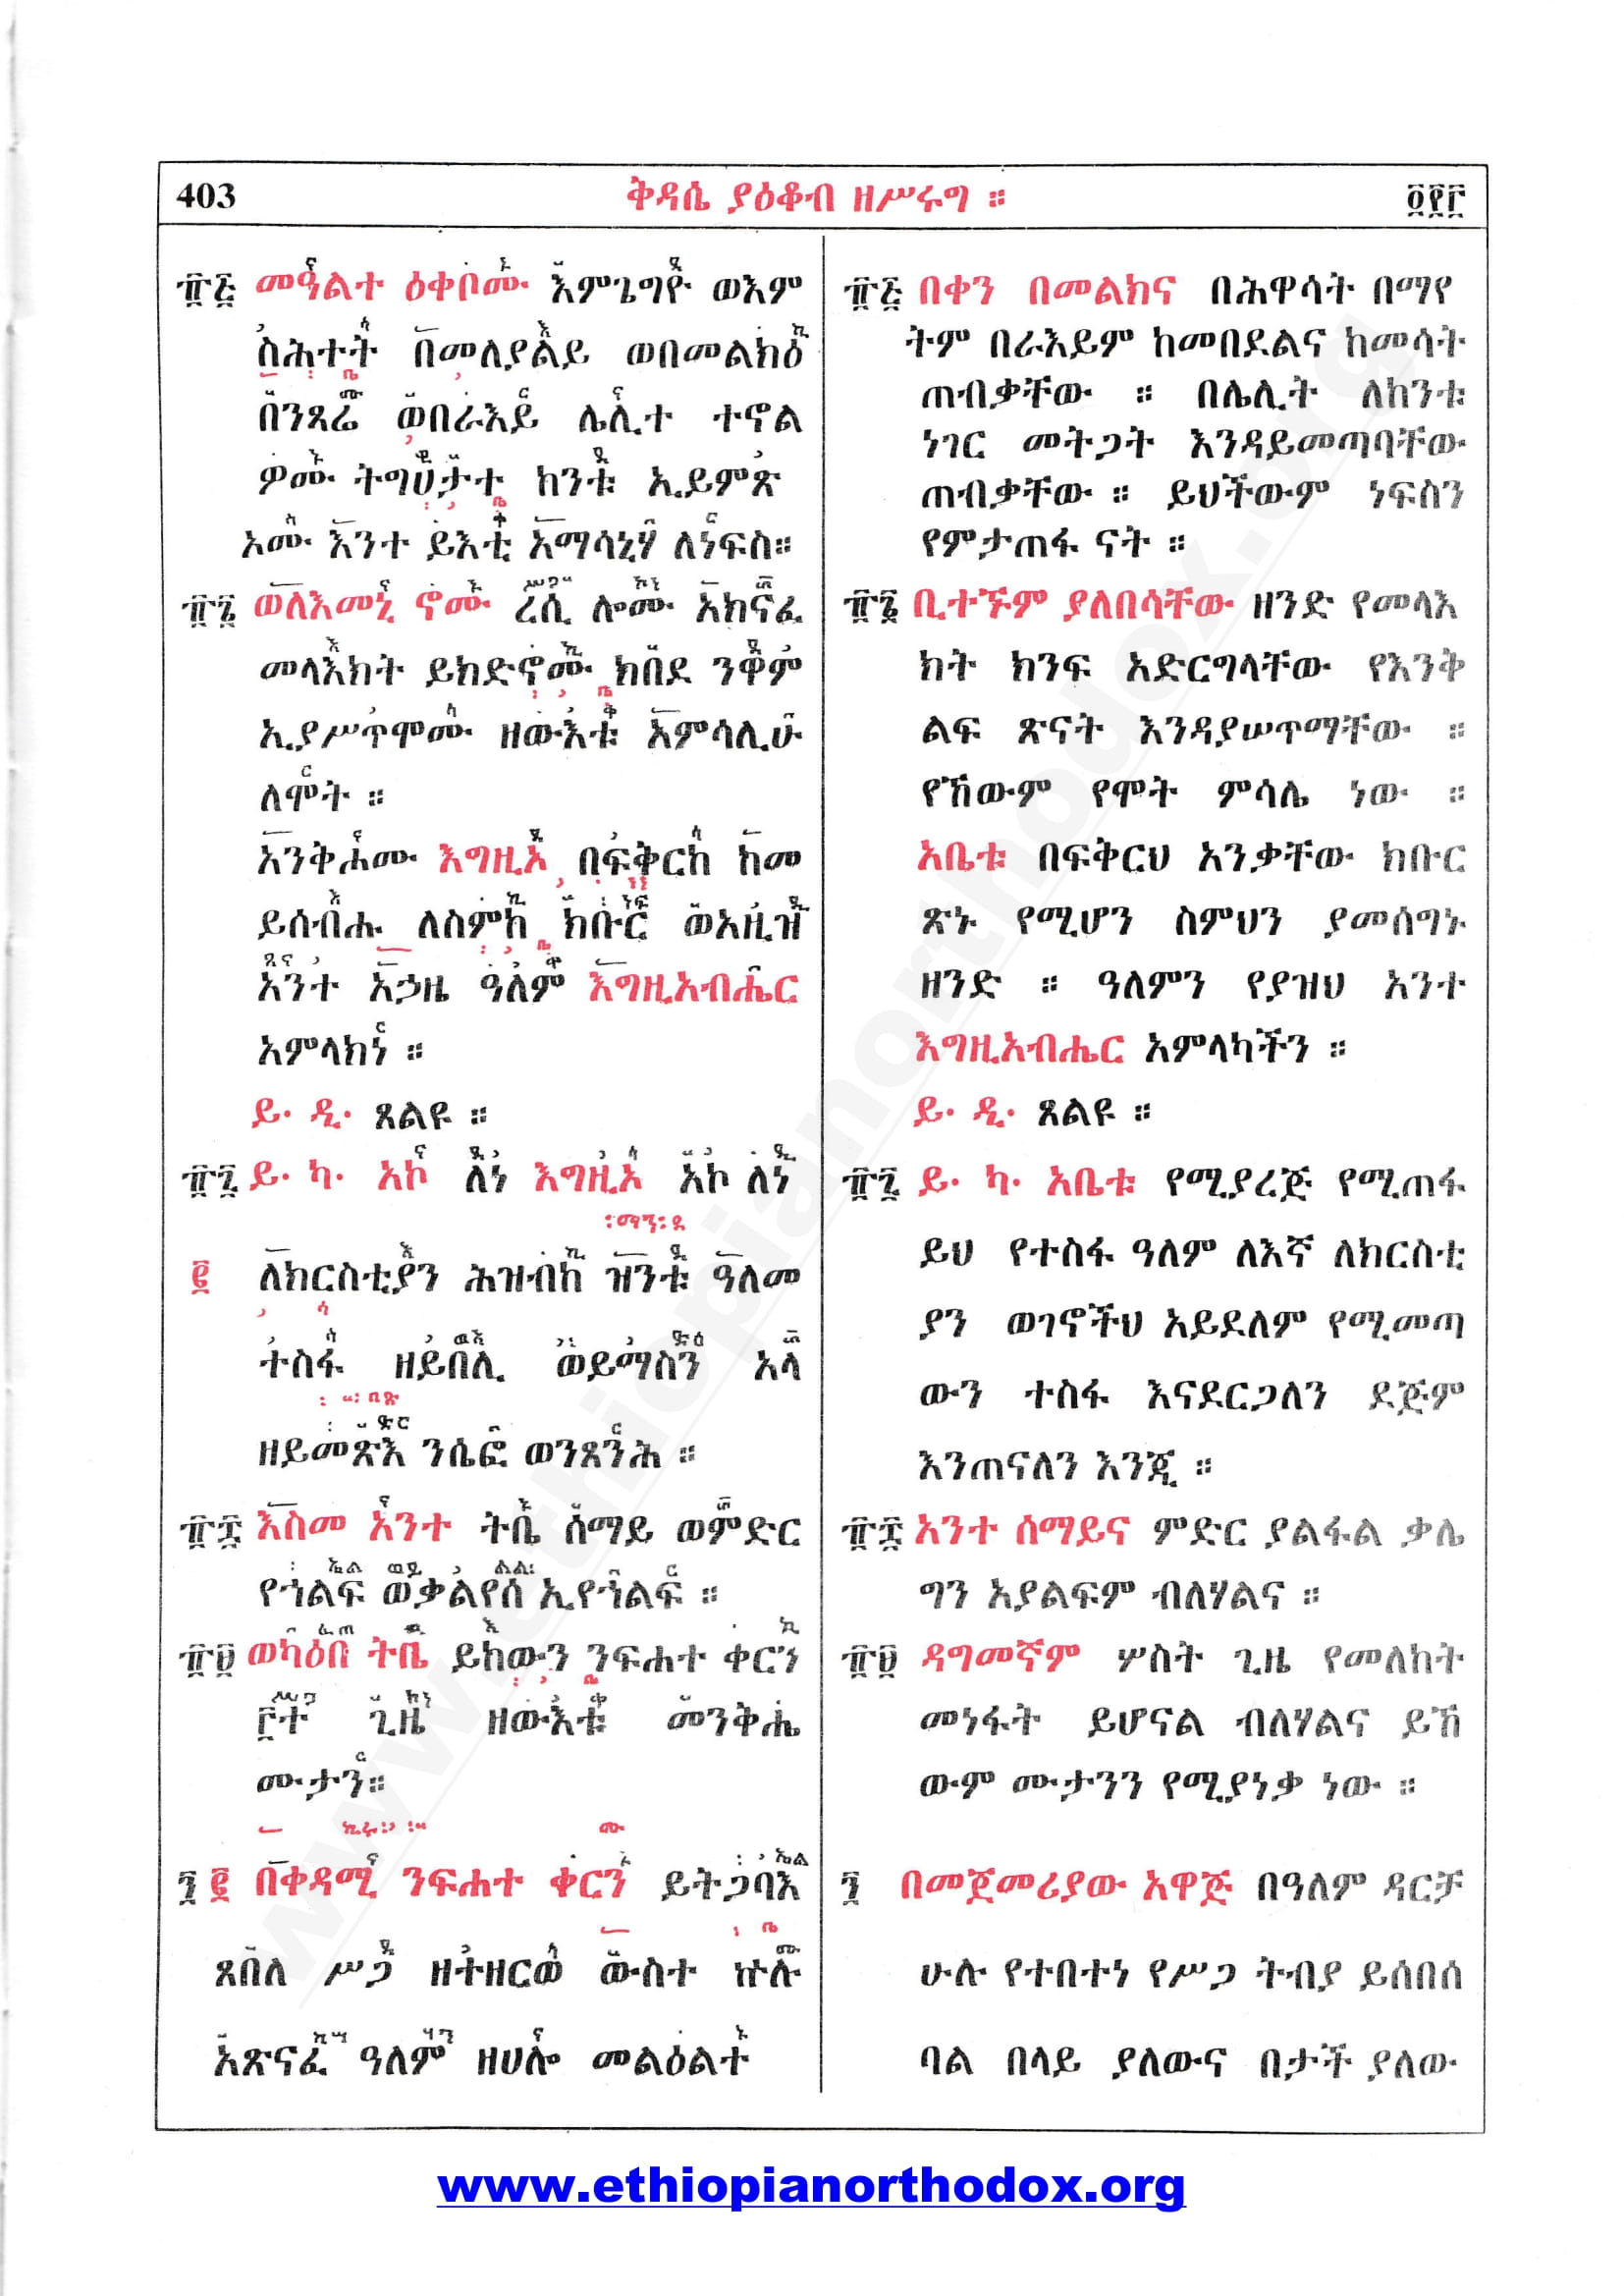 403 ቅዳሴ ያዕቆብ ዘሥሩግ ። ፬፻፫
፹፭ መዓልተ ዕቀቦሙ እምጌግዮ ወእም
ስሕተት በመለያልይ ወበመልክዕ
በንጻሬ ወበራእይ ሌሊተ ተኖል
ዎሙ ትግሀታተ ከንቱ ኢይምጽ
አሙ እንተ ይእቲ አማሳኒሃ ለነፍስ።
፹፮ ወለእመኒ ኖሙ ረሲ ሎሙ አክናፈ
መላእክት ይክድኖሙ ክበደ ንዋም
ኢያሥጥሞሙ ዘውእቱ አምሳሊሁ
ለሞት ።
አንቅሖሙ እግዚኦ በፍቅርከ ከመ
ይሰብሑ ለስምከ ክቡር ወአዚዝ
አንተ አኃዜ ዓለም እግዚአብሔር
አምላክነ ።
ይ· ዲ· ጸልዩ ።
፹፯ ይ· ካ· አኮ ለነ እግዚኦ አኮ ለነ
፪ ለክርስቲያን ሕዝብከ ዝንቱ ዓለመ
ተስፋ ዘይበሊ ወይማስን አላ
ዘይመጽእ ንሴፎ ወንጸንሕ ።
፹፰ እስመ አንተ ትቤ ሰማይ ወምድር
የኀልፍ ወቃልየሰ ኢየኀልፍ ።
፹፱ ወካዕበ ትቤ ይከውን ንፍሐተ ቀርን
፫ተ ጊዜ ዘውእቱ መንቅሔ
ሙታን።
፺ ፪ በቀዳሚ ንፍሐተ ቀርን ይትጋባእ
ጸበለ ሥጋ ዘተዘርወ ውስተ ኵሉ
አጽናፈ ዓለም ዘሀሎ መልዕልተ
፹፭ በቀን በመልክና በሕዋሳት በማየ
ትም በራእይም ከመበደልና ከመሳት
ጠብቃቸው ። በሌሊት ለከንቱ
ነገር መትጋት እንዳይመጣባቸው
ጠብቃቸው ። ይህችውም ነፍስን
የምታጠፋ ናት ።
፹፮ ቢተኙም ያለበሳቸው ዘንድ የመላእ
ክት ክንፍ አድርግላቸው የእንቅ
ልፍ ጽናት እንዳያሠጥማቸው ።
የኸውም የሞት ምሳሌ ነው ።
አቤቱ በፍቅርህ አንቃቸው ክቡር
ጽኑ የሚሆን ስምህን ያመሰግኑ
ዘንድ ። ዓለምን የያዝህ አንተ
እግዚአብሔር አምላካችን ።
ይ· ዲ· ጸልዩ ።
፹፯ ይ· ካ· አቤቱ የሚያረጅ የሚጠፋ
ይህ የተስፋ ዓለም ለእኛ ለክርስቲ
ያን ወገኖችህ አይደለም የሚመጣ
ውን ተስፋ እናደርጋለን ደጅም
እንጠናለን እንጂ ።
፹፰ አንተ ሰማይና ምድር ያልፋል ቃሌ
ግን አያልፍም ብለሃልና ።
፹፱ ዳግመኛም ሦስት ጊዜ የመለከት
መነፋት ይሆናል ብለሃልና ይኸ
ውም ሙታንን የሚያነቃ ነው ።
፺ በመጀመሪያው አዋጅ በዓለም ዳርቻ
ሁሉ የተበተነ የሥጋ ትብያ ይሰበሰ
ባል በላይ ያለውና በታች ያለው
www.ethiopianorthodox.org